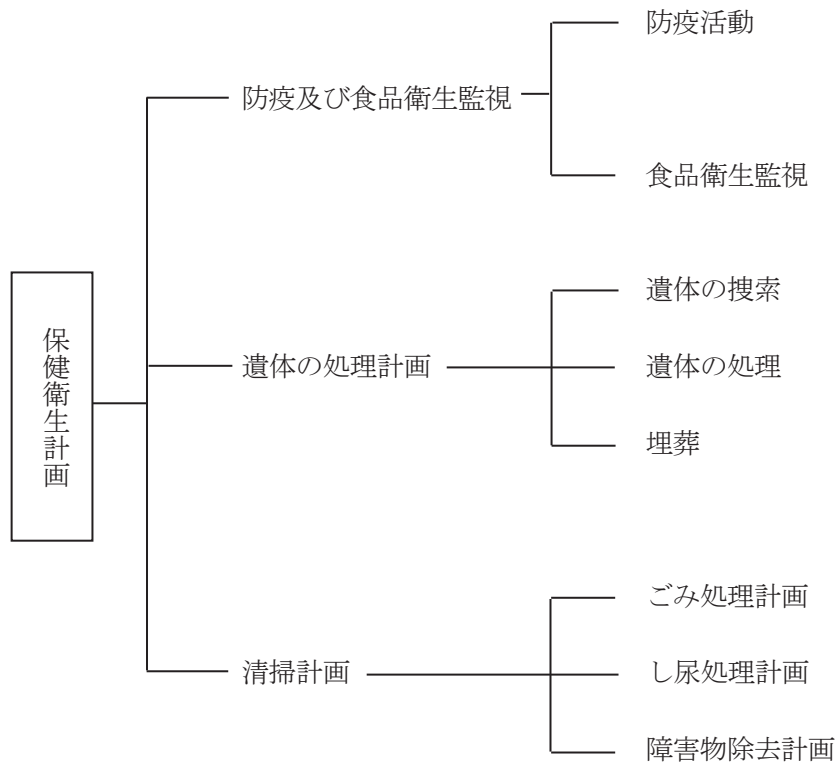 保健衛生計画
防疫及び食品衛生監視
防疫活動
食品衛生監視
遺体の処理計画
遺体の捜索
遺体の処理
埋葬
清掃計画
ごみ処理計画
し尿処理計画
障害物除去計画